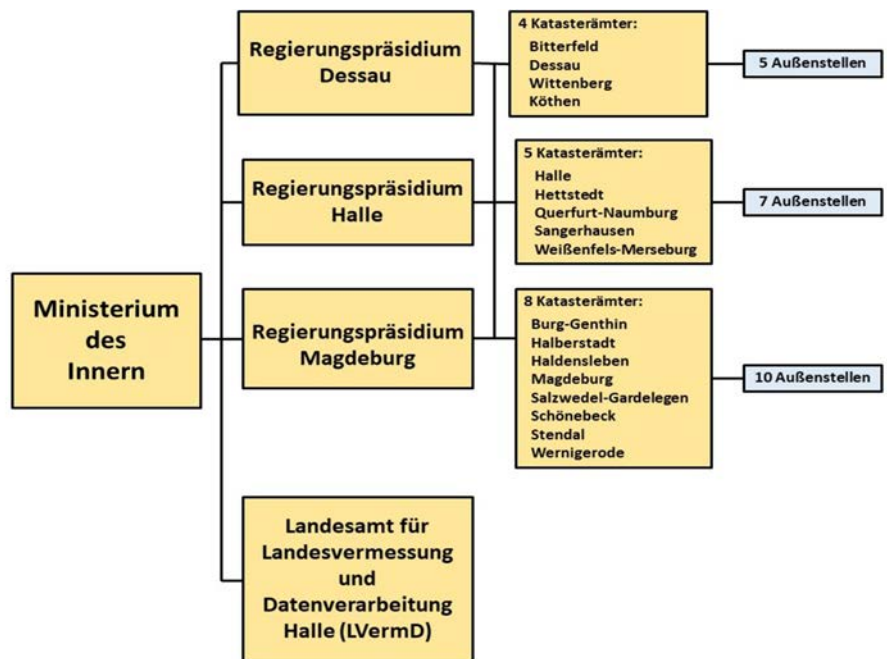 Ministerium
des
Innern
Regierungspräsidium
Dessau
4 Katasterämter:
Bitterfeld
Dessau
Wittenberg
Köthen
5 Außenstellen
Regierungspräsidium
Halle
5 Katasterämter:
Halle
Hettstedt
Querfurt-Naumburg
Sangerhausen
Weißenfels-Merseburg
7 Außenstellen
Regierungspräsidium
Magdeburg
8 Katasterämter:
Burg-Genthin
Halberstadt
Haldensleben
Magdeburg
Salzwedel-Gardelegen
Schönebeck
Stendal
Wernigerode
10 Außenstellen
Landesamt für
Landesvermessung
und
Datenverarbeitung
Halle (LVermD)